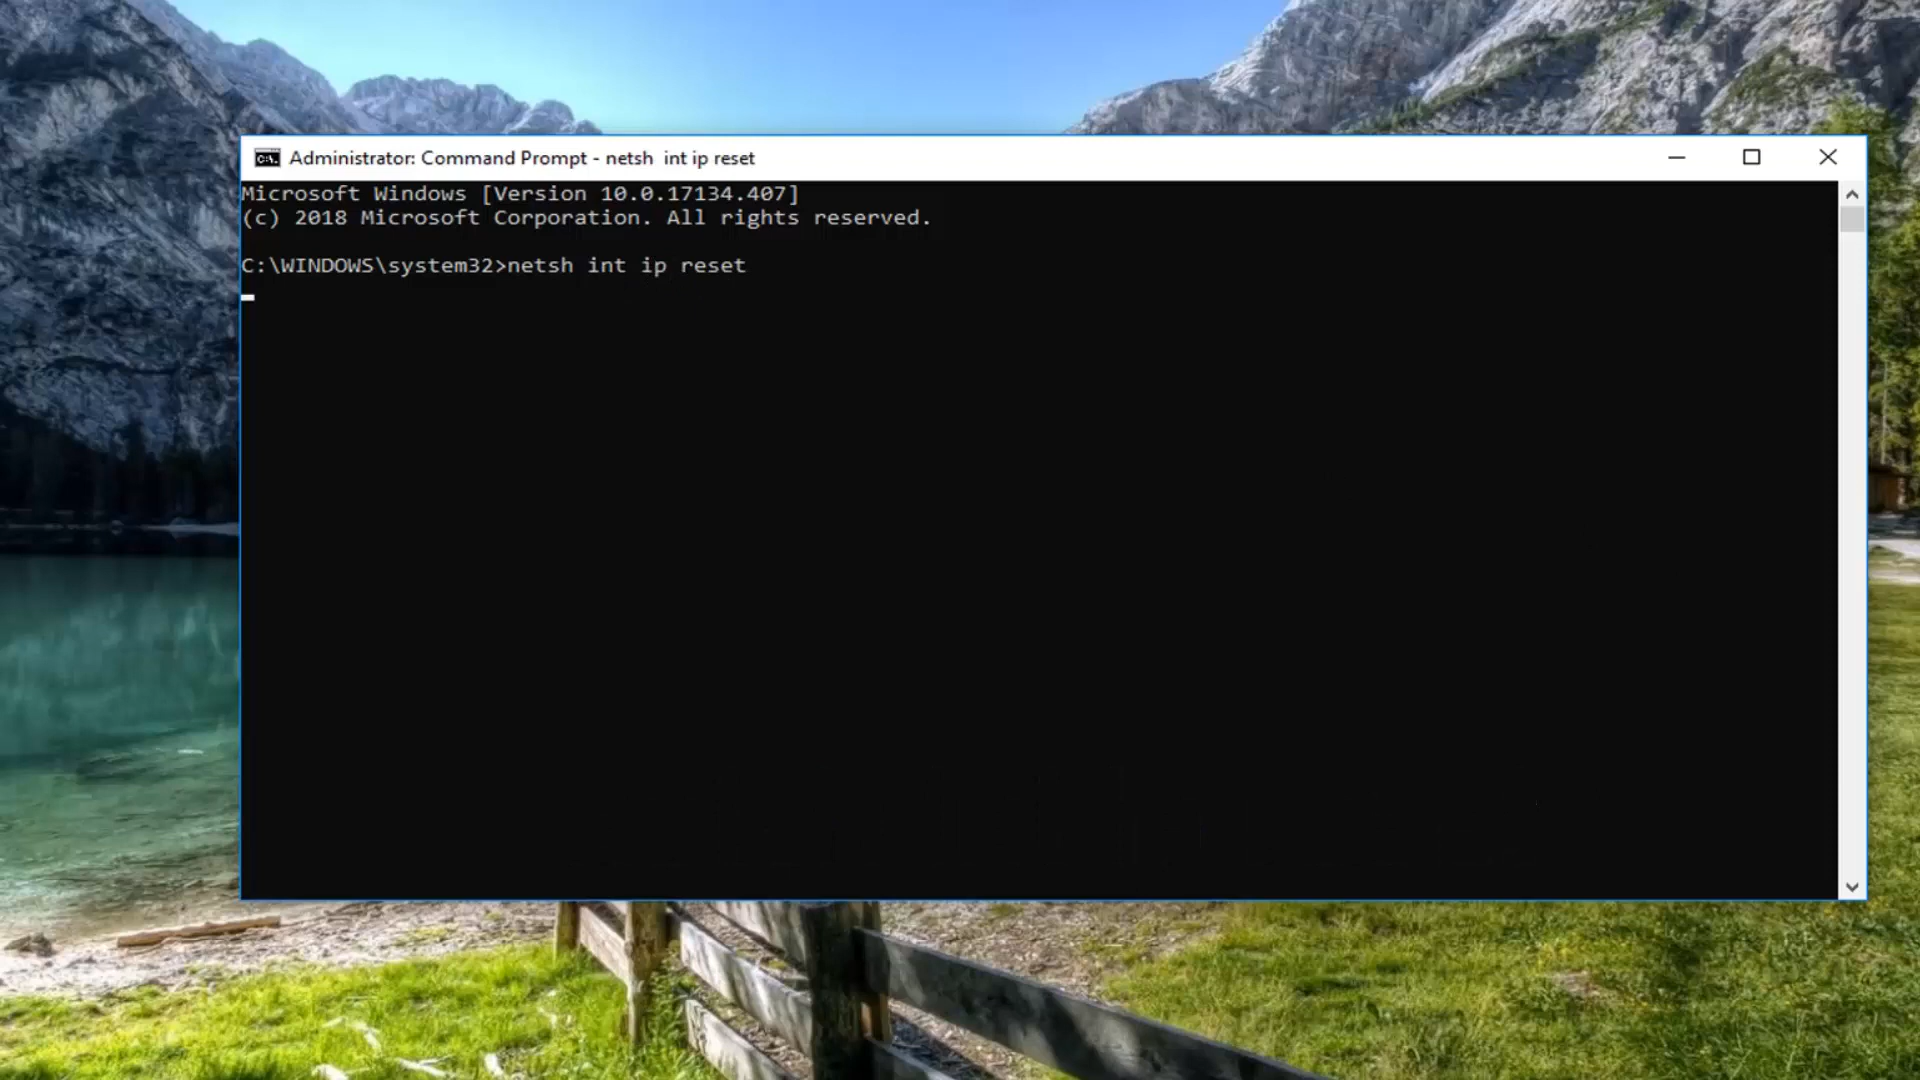 Administrator: Command Prompt - netsh  int ip reset
Microsoft Windows [Version 10.0.17134.407]
(c) 2018 Microsoft Corporation. All rights reserved.
C:\WINDOWS\system32>netsh int ip reset